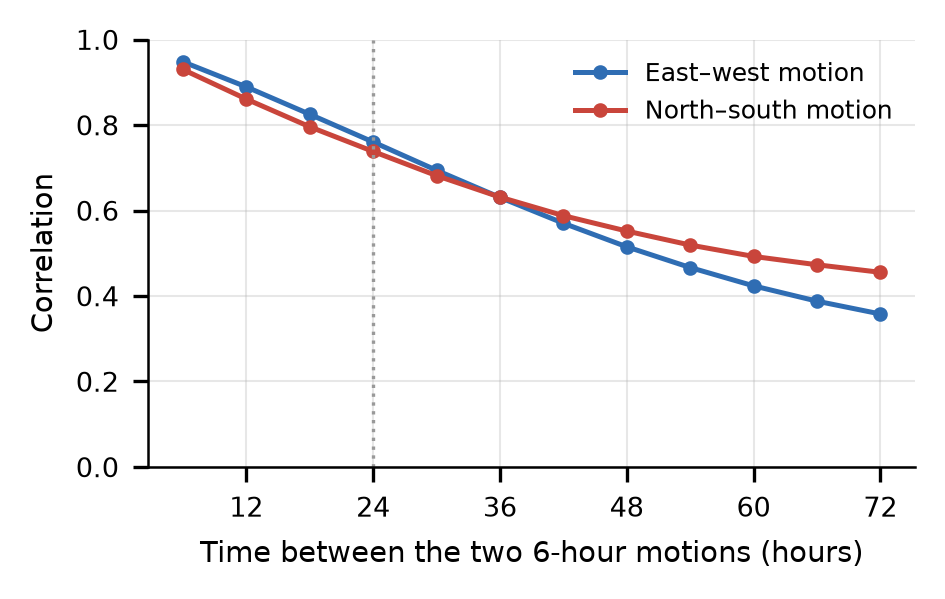 1.0
0.8
0.6
0.4
0.2
0.0
Correlation
East–west motion
North–south motion
12 24 36 48 60 72
Time between the two 6-hour motions (hours)